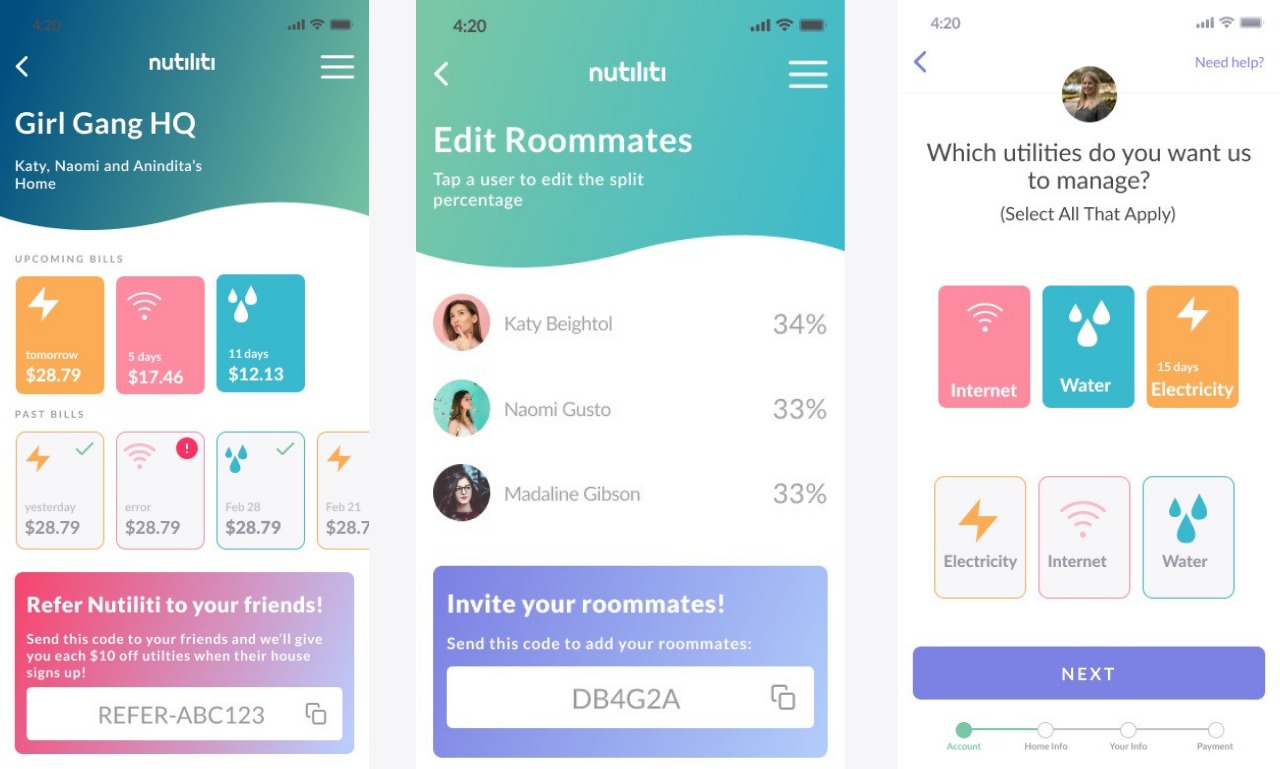 4:20
nutiliti
Girl Gang HQ
Katy, Naomi and Anindita's
Home
UPCOMING BILLS
tomorrow
$28.79
5 days
$17.46
11 days
$12.13
PAST BILLS
yesterday
$28.79
error
$28.79
Feb 28
$28.79
Feb 21
$28.7
Refer Nutiliti to your friends!
Send this code to your friends and we'll give
you each $10 off utilties when their house
signs up!
REFER-ABC123
4:20
nutiliti
Edit Roommates
Tap a user to edit the split
percentage
Katy Beightol 34%
Naomi Gusto 33%
Madaline Gibson 33%
Invite your roommates!
Send this code to add your roommates:
DB4G2A
4:20
Need help?
Which utilities do you want us
to manage?
(Select All That Apply)
Internet
Water
15 days
Electricity
Electricity
Internet
Water
NEXT
Account Home Info Your Info Payment